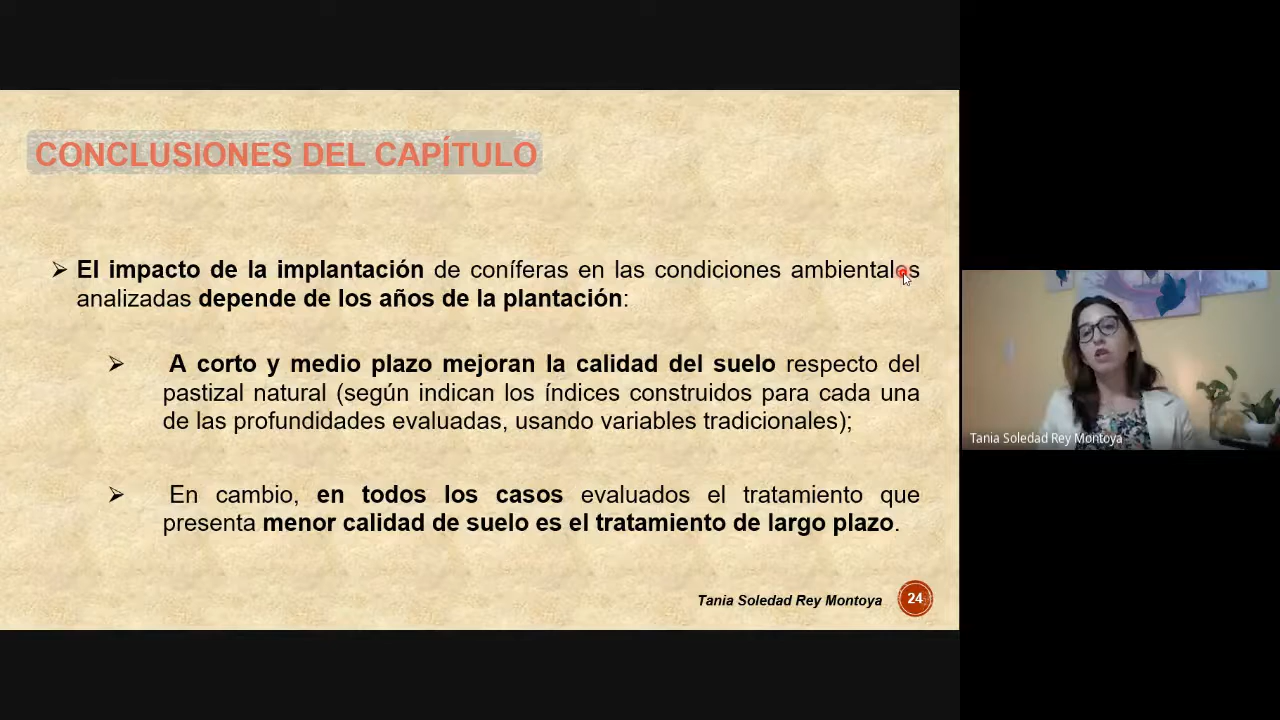 CONCLUSIONES DEL CAPÍTULO
➢ El impacto de la implantación de coníferas en las condiciones ambientales
analizadas depende de los años de la plantación:
➢ A corto y medio plazo mejoran la calidad del suelo respecto del
pastizal natural (según indican los índices construidos para cada una
de las profundidades evaluadas, usando variables tradicionales);
➢ En cambio, en todos los casos evaluados el tratamiento que
presenta menor calidad de suelo es el tratamiento de largo plazo.
Tania Soledad Rey Montoya 24
Tania Soledad Rey Montoya